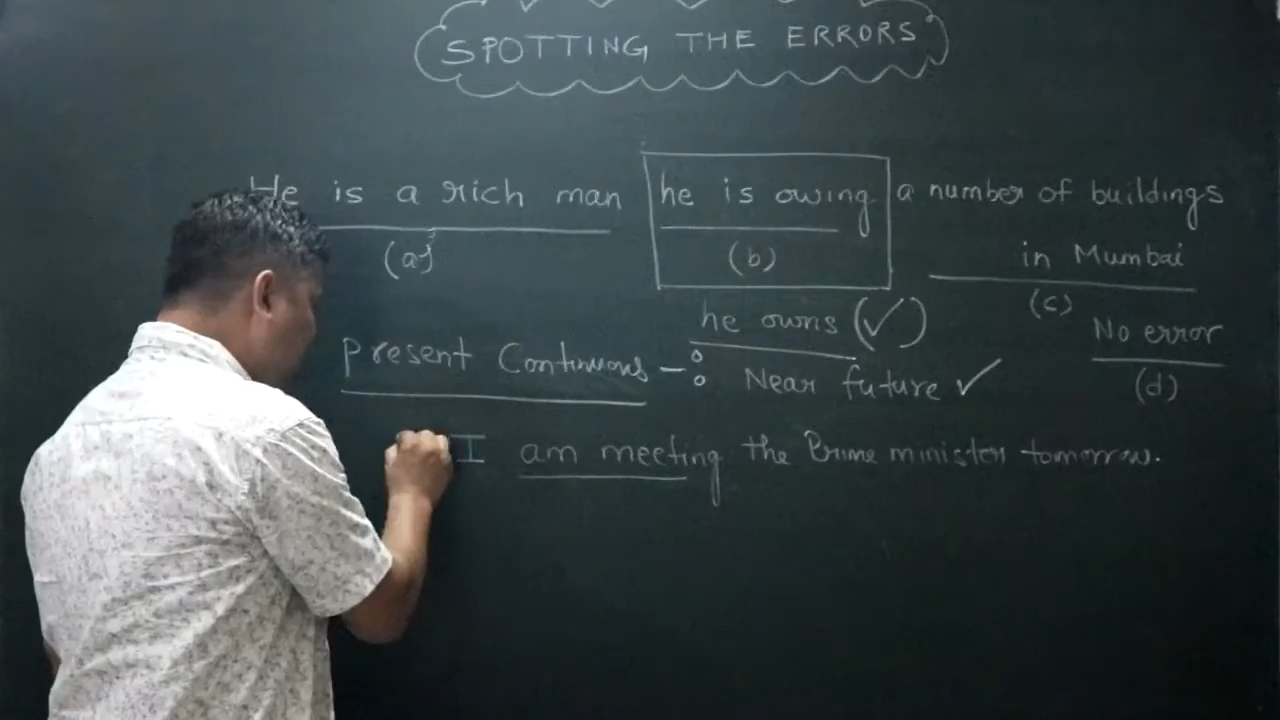 SPOTTING THE ERRORS
He is a rich man he is owing a number of buildings
in Mumbai
(a) (b) (c)
he owns (✓) No error
(d)
Present Continuous -: Near future ✓
I am meeting the Prime minister tomorrow.